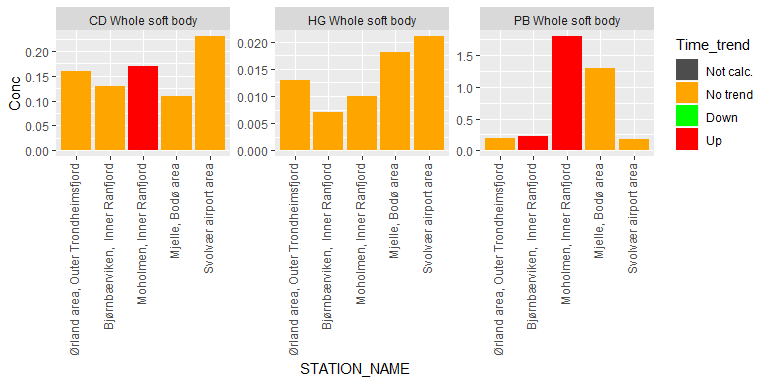 CD Whole soft body
HG Whole soft body
PB Whole soft body
Conc
0.20
0.15
0.10
0.05
0.00
0.020
0.015
0.010
0.005
0.000
1.5
1.0
0.5
0.0
Ørland area, Outer Trondheimsfjord
Bjørnbærviken, Inner Ranfjord
Moholmen, Inner Ranfjord
Mjelle, Bodø area
Svolvær airport area
Ørland area, Outer Trondheimsfjord
Bjørnbærviken, Inner Ranfjord
Moholmen, Inner Ranfjord
Mjelle, Bodø area
Svolvær airport area
Ørland area, Outer Trondheimsfjord
Bjørnbærviken, Inner Ranfjord
Moholmen, Inner Ranfjord
Mjelle, Bodø area
Svolvær airport area
STATION_NAME
Time_trend
Not calc.
No trend
Down
Up